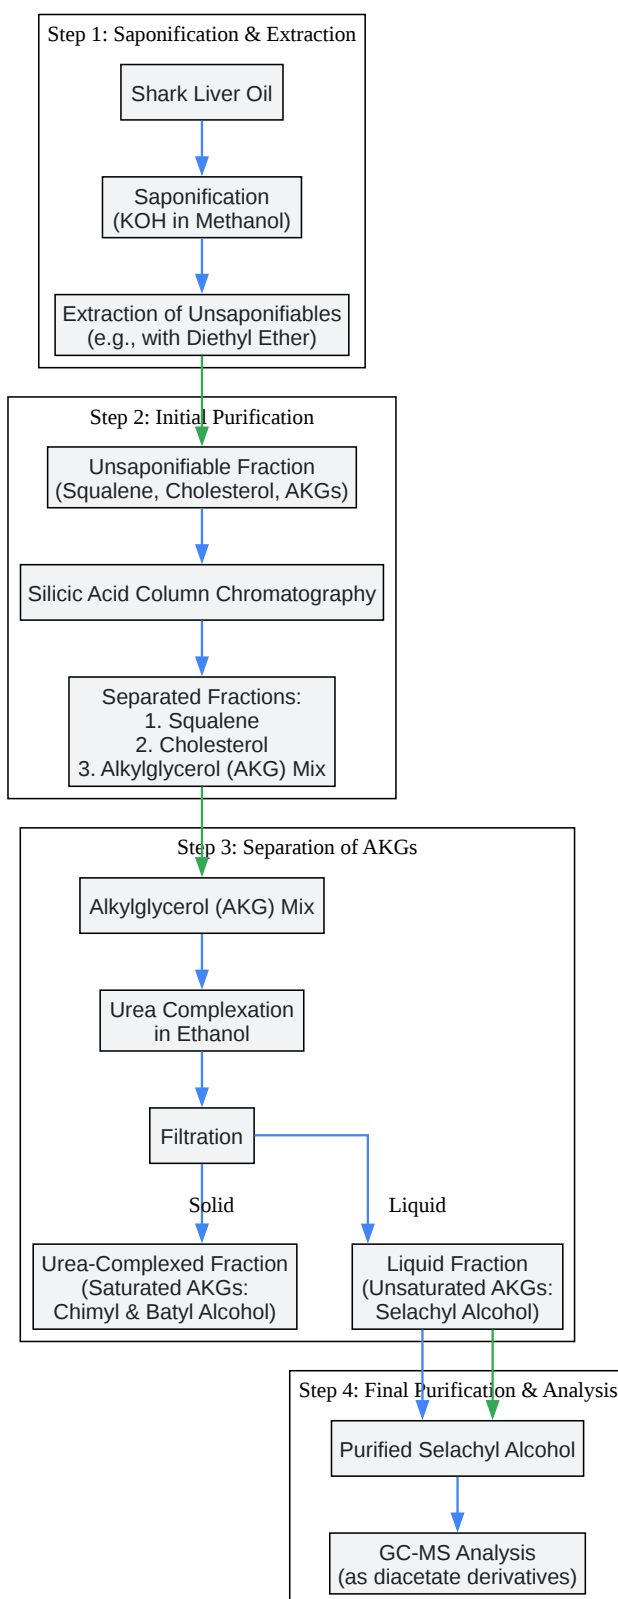 Step 1: Saponification & Extraction
Shark Liver Oil
Saponification
(KOH in Methanol)
Extraction of Unsaponifiables
(e.g., with Diethyl Ether)
Step 2: Initial Purification
Unsaponifiable Fraction
(Squalene, Cholesterol, AKGs)
Silicic Acid Column Chromatography
Separated Fractions:
1. Squalene
2. Cholesterol
3. Alkylglycerol (AKG) Mix
Step 3: Separation of AKGs
Alkylglycerol (AKG) Mix
Urea Complexation
in Ethanol
Filtration
Solid
Liquid
Urea-Complexed Fraction
(Saturated AKGs:
Chimyl & Batyl Alcohol)
Liquid Fraction
(Unsaturated AKGs:
Selachyl Alcohol)
Step 4: Final Purification & Analysis
Purified Selachyl Alcohol
GC-MS Analysis
(as diacetate derivatives)